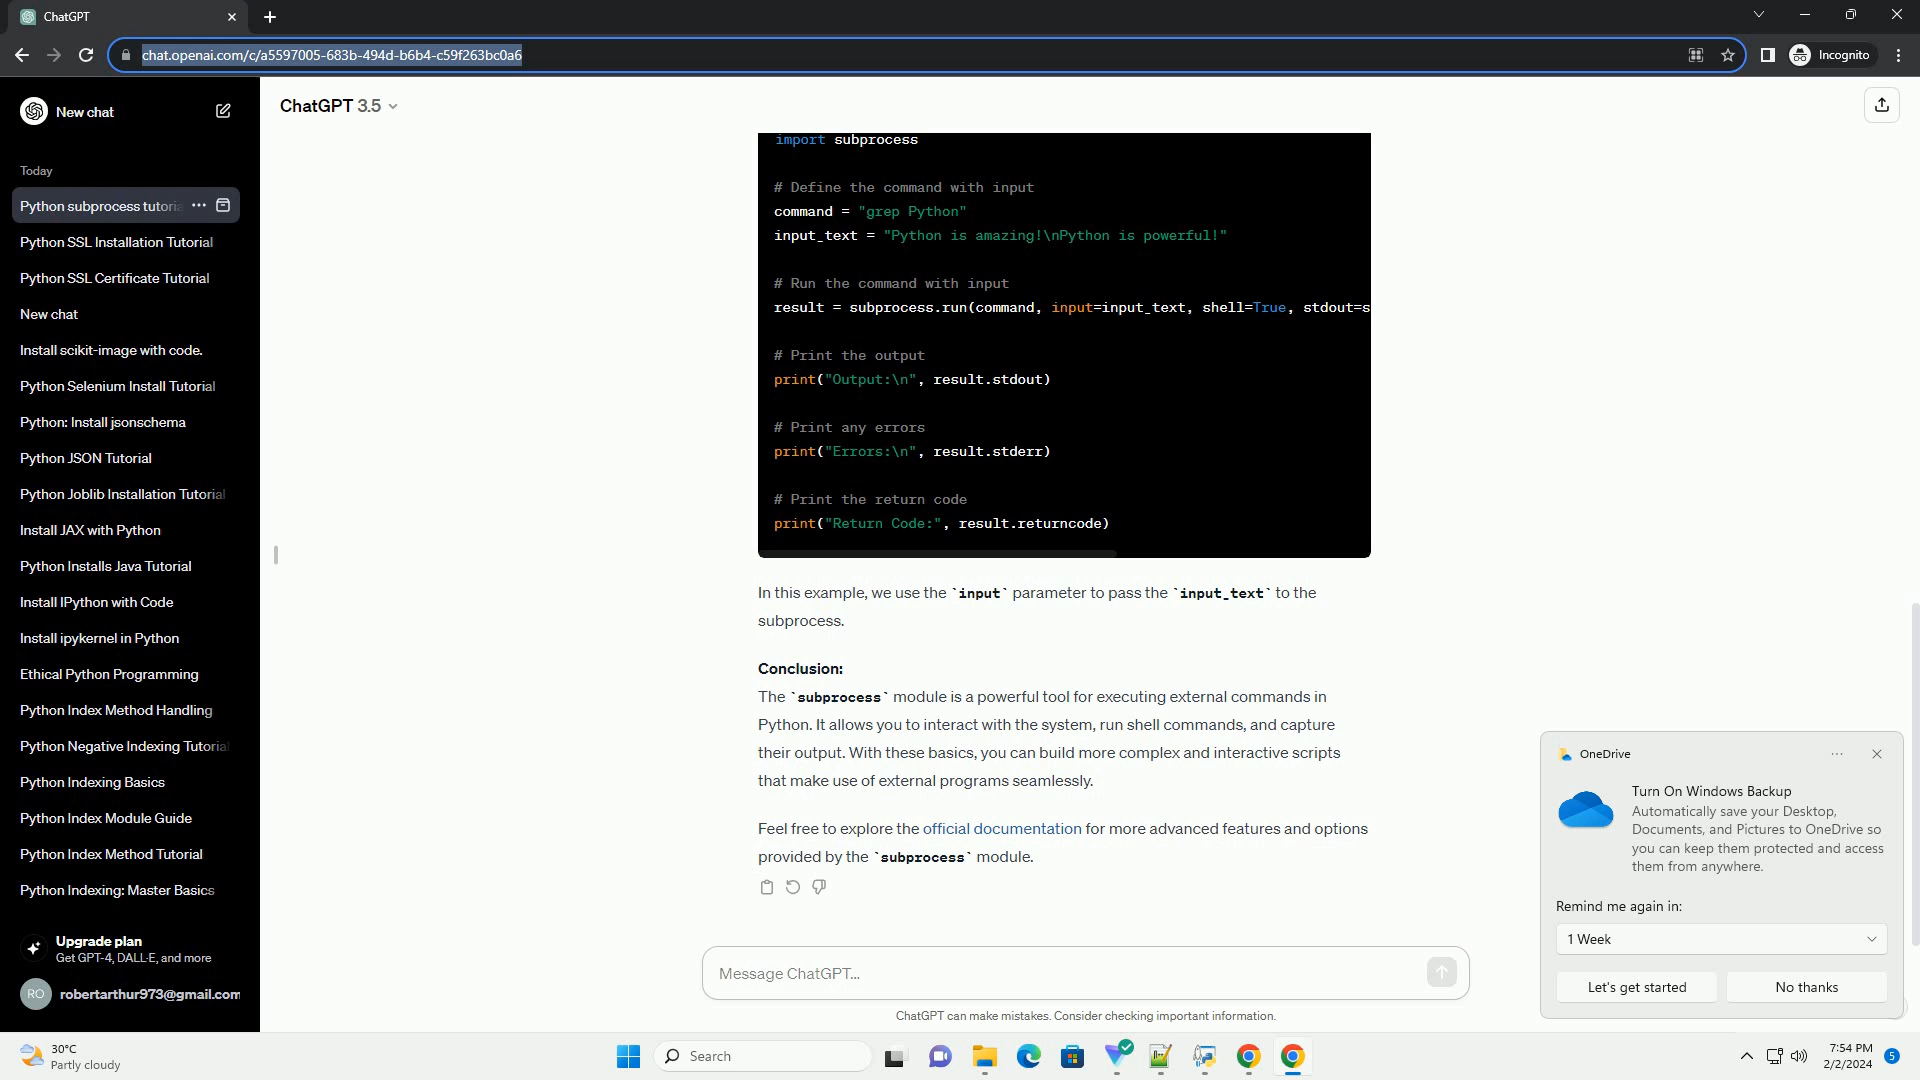 ChatGPT
chat.openai.com/c/a5597005-683b-494d-b6b4-c59f263bc0a6
Incognito
New chat
ChatGPT 3.5
Today
Python subprocess tutoria
Python SSL Installation Tutorial
Python SSL Certificate Tutorial
New chat
Install scikit-image with code.
Python Selenium Install Tutorial
Python: Install jsonschema
Python JSON Tutorial
Python Joblib Installation Tutorial
Install JAX with Python
Python Installs Java Tutorial
Install IPython with Code
Install ipykernel in Python
Ethical Python Programming
Python Index Method Handling
Python Negative Indexing Tutorial
Python Indexing Basics
Python Index Module Guide
Python Index Method Tutorial
Python Indexing: Master Basics
Upgrade plan
Get GPT-4, DALL·E, and more
RO
robertarthur973@gmail.com
import subprocess
# Define the command with input
command = "grep Python"
input_text = "Python is amazing!\nPython is powerful!"
# Run the command with input
result = subprocess.run(command, input=input_text, shell=True, stdout=s
# Print the output
print("Output:\n", result.stdout)
# Print any errors
print("Errors:\n", result.stderr)
# Print the return code
print("Return Code:", result.returncode)
In this example, we use the `input` parameter to pass the `input_text` to the
subprocess.
Conclusion:
The `subprocess` module is a powerful tool for executing external commands in
Python. It allows you to interact with the system, run shell commands, and capture
their output. With these basics, you can build more complex and interactive scripts
that make use of external programs seamlessly.
Feel free to explore the official documentation for more advanced features and options
provided by the `subprocess` module.
Message ChatGPT...
ChatGPT can make mistakes. Consider checking important information.
OneDrive
Turn On Windows Backup
Automatically save your Desktop,
Documents, and Pictures to OneDrive so
you can keep them protected and access
them from anywhere.
Remind me again in:
1 Week
Let's get started
No thanks
30°C
Partly cloudy
Search
7:54 PM
2/2/2024
5